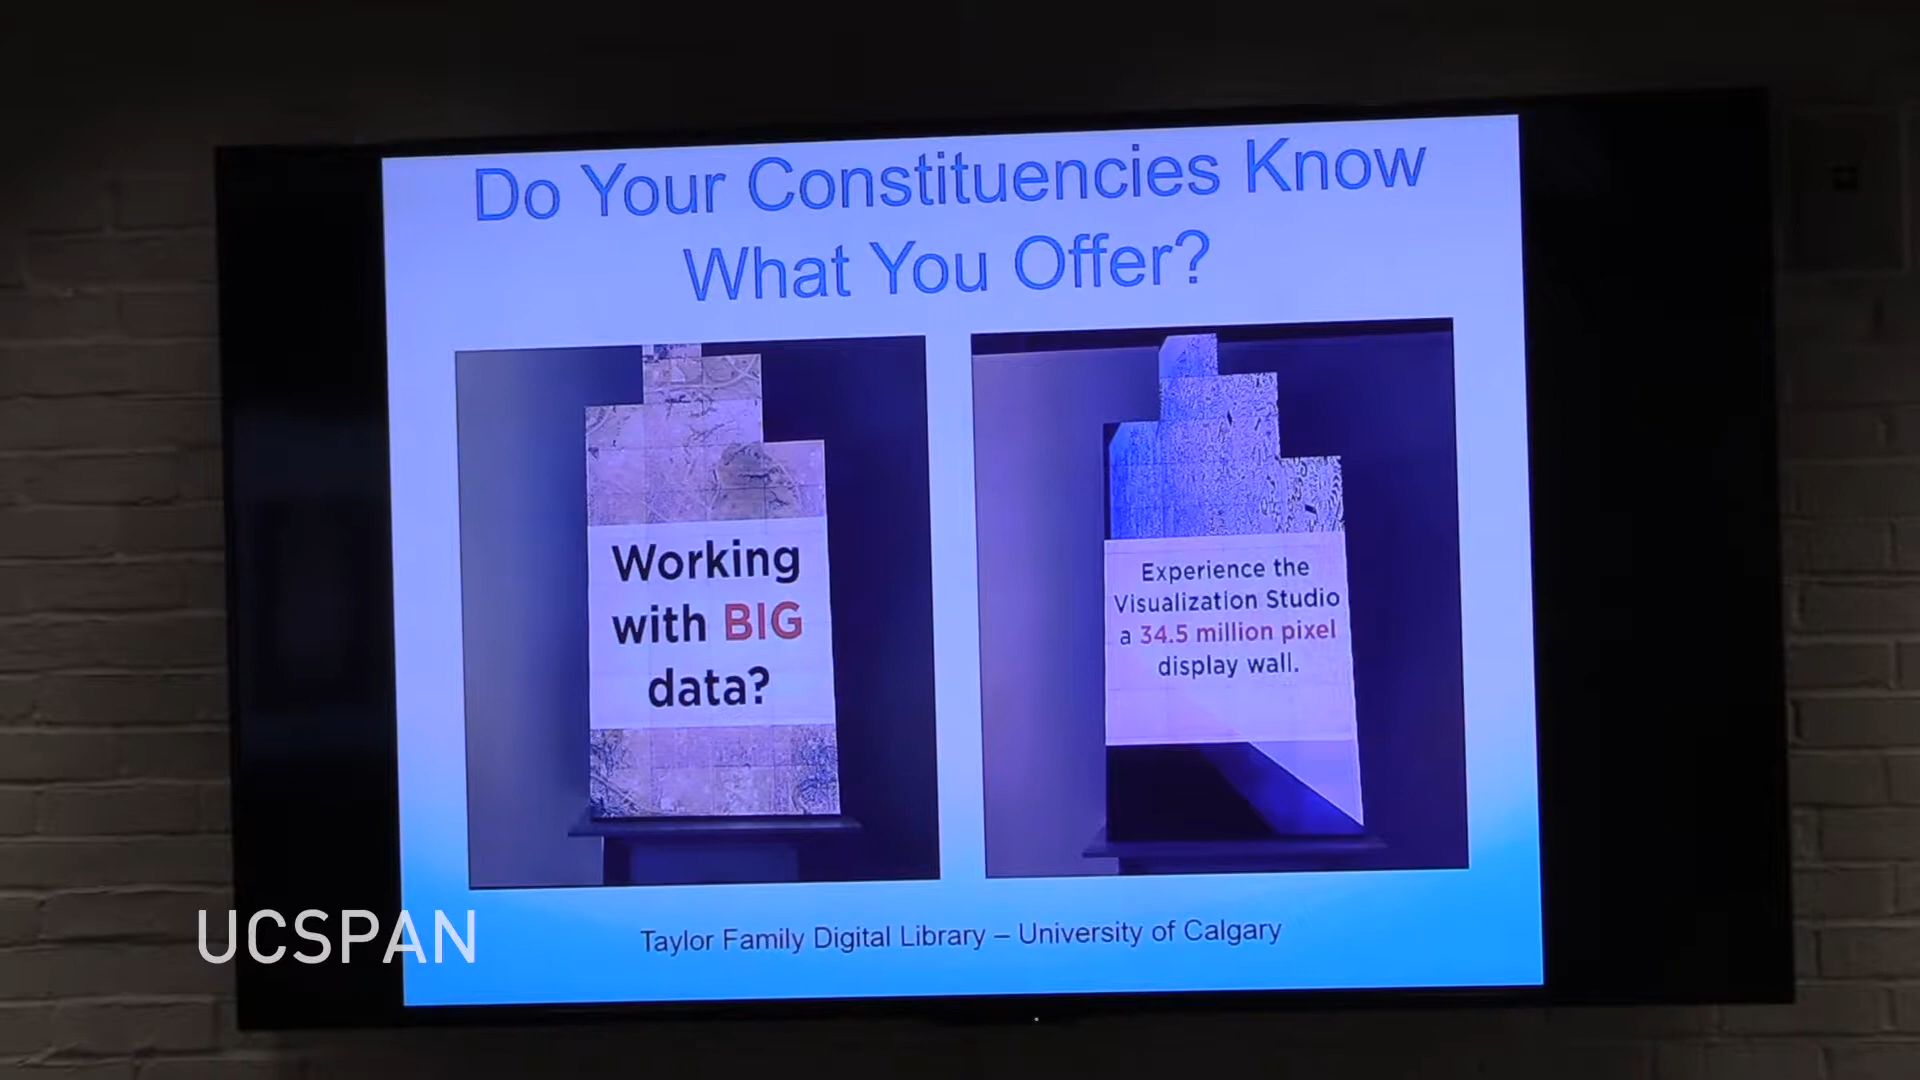 Do Your Constituencies Know
What You Offer?
Working
with BIG
data?
Experience the
Visualization Studio
a 34.5 million pixel
display wall.
Taylor Family Digital Library – University of Calgary
UCSPAN